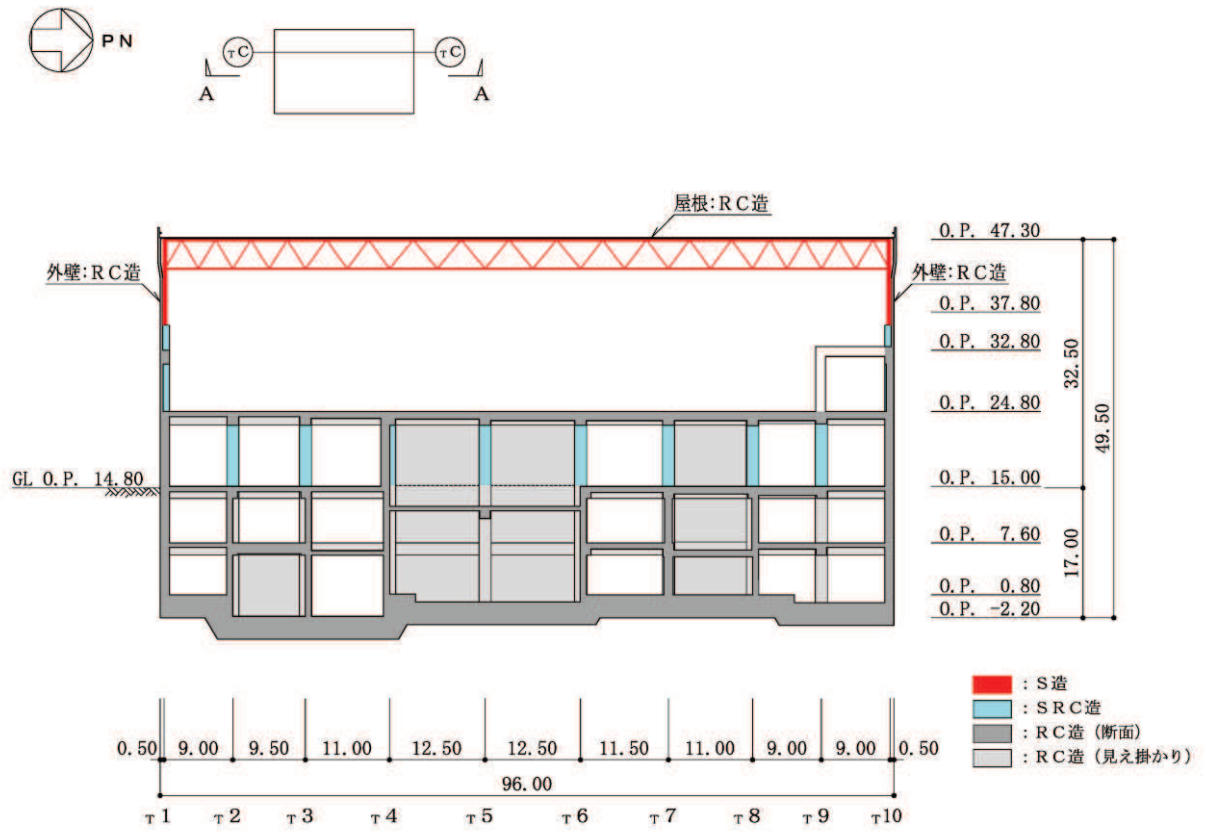 PN
TC TC
A A
屋根:RC造
外壁:RC造
外壁:RC造
O.P. 47.30
O.P. 37.80
O.P. 32.80
O.P. 24.80
GL O.P. 14.80
O.P. 15.00
O.P. 7.60
O.P. 0.80
O.P. -2.20
32.50
17.00
49.50
:S造
:SRC造
:RC造(断面)
:RC造(見え掛かり)
0.50 9.00 9.50 11.00 12.50 12.50 11.50 11.00 9.00 9.00 0.50
96.00
T1 T2 T3 T4 T5 T6 T7 T8 T9 T10